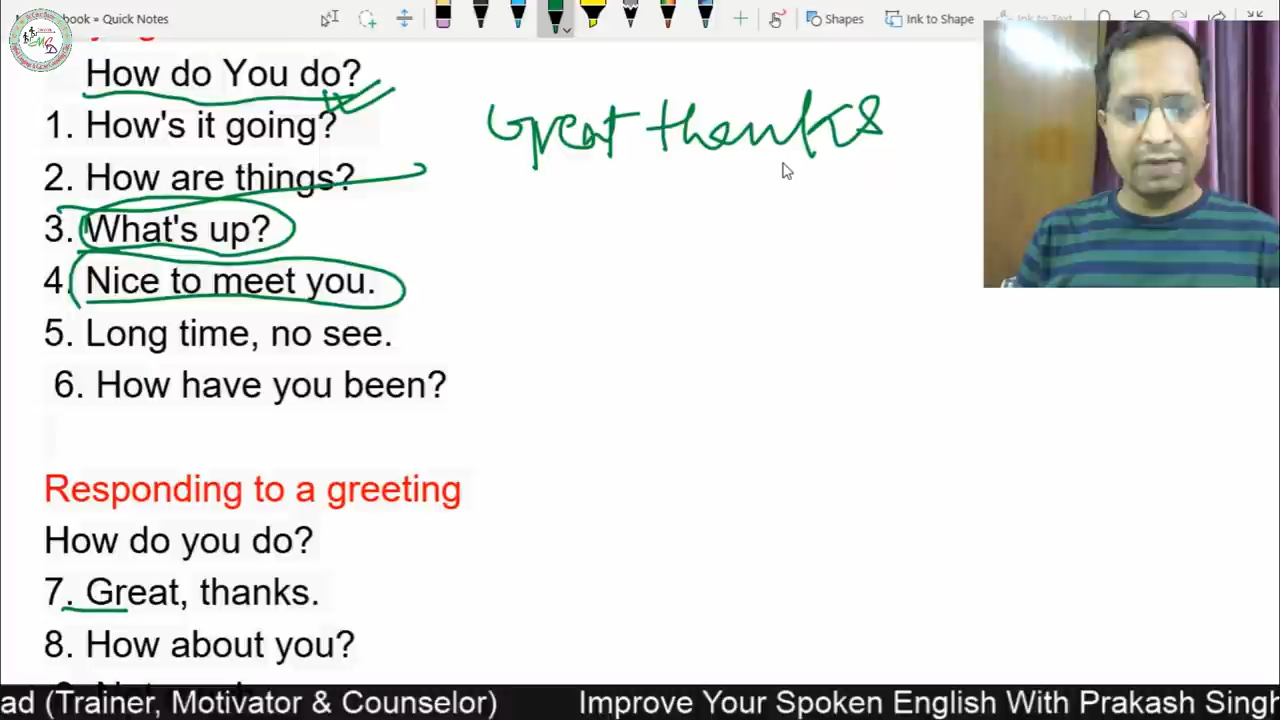 book » Quick Notes
Shapes
Ink to Shape
Ink to Text
How do You do?
1. How's it going?
Great thanks
2. How are things?
3. What's up?
4. Nice to meet you.
5. Long time, no see.
6. How have you been?
Responding to a greeting
How do you do?
7. Great, thanks.
8. How about you?
ad (Trainer, Motivator & Counselor) Improve Your Spoken English With Prakash Singh